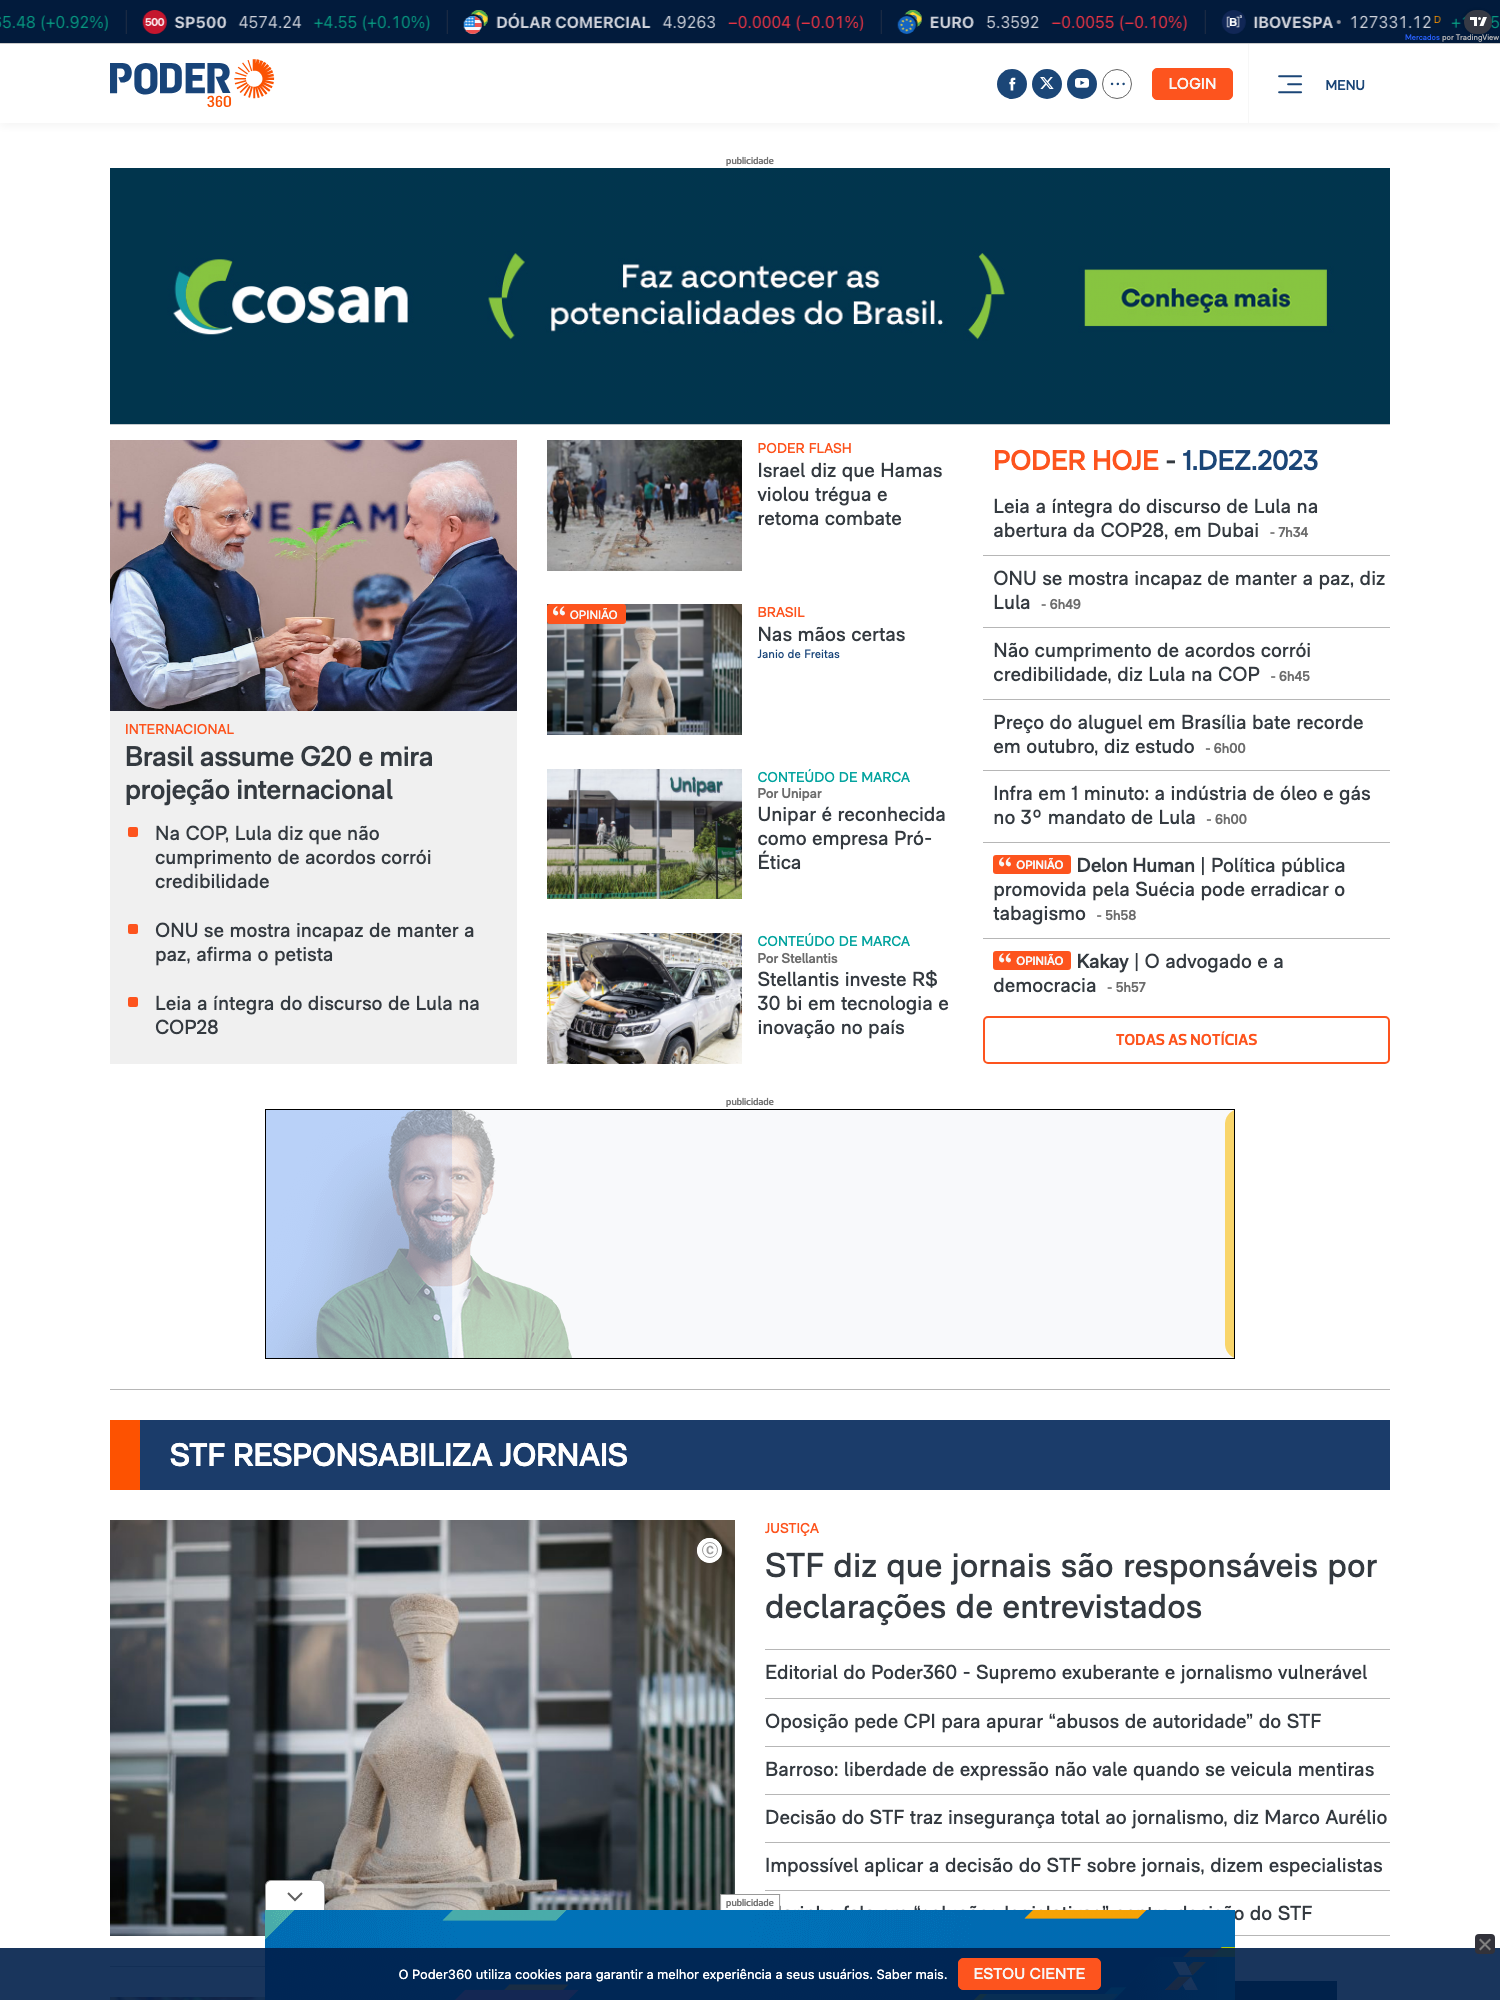 65.48 (+0.92%)
500 SP500 4574.24 +4.55 (+0.10%)
DÓLAR COMERCIAL 4.9263 −0.0004 (−0.01%)
EURO 5.3592 −0.0055 (−0.10%)
[B]³ IBOVESPA 127331.12 D
Mercados por TradingView
PODER
360
LOGIN
MENU
publicidade
cosan
Faz acontecer as
potencialidades do Brasil.
Conheça mais
INTERNACIONAL
Brasil assume G20 e mira
projeção internacional
Na COP, Lula diz que não
cumprimento de acordos corrói
credibilidade
ONU se mostra incapaz de manter a
paz, afirma o petista
Leia a íntegra do discurso de Lula na
COP28
PODER FLASH
Israel diz que Hamas
violou trégua e
retoma combate
“ OPINIÃO
BRASIL
Nas mãos certas
Janio de Freitas
Unipar
CONTEÚDO DE MARCA
Por Unipar
Unipar é reconhecida
como empresa Pró-
Ética
CONTEÚDO DE MARCA
Por Stellantis
Stellantis investe R$
30 bi em tecnologia e
inovação no país
PODER HOJE - 1.DEZ.2023
Leia a íntegra do discurso de Lula na
abertura da COP28, em Dubai - 7h34
ONU se mostra incapaz de manter a paz, diz
Lula - 6h49
Não cumprimento de acordos corrói
credibilidade, diz Lula na COP - 6h45
Preço do aluguel em Brasília bate recorde
em outubro, diz estudo - 6h00
Infra em 1 minuto: a indústria de óleo e gás
no 3º mandato de Lula - 6h00
“ OPINIÃO Delon Human | Política pública
promovida pela Suécia pode erradicar o
tabagismo - 5h58
“ OPINIÃO Kakay | O advogado e a
democracia - 5h57
TODAS AS NOTÍCIAS
publicidade
STF RESPONSABILIZA JORNAIS
©
JUSTIÇA
STF diz que jornais são responsáveis por
declarações de entrevistados
Editorial do Poder360 - Supremo exuberante e jornalismo vulnerável
Oposição pede CPI para apurar “abusos de autoridade” do STF
Barroso: liberdade de expressão não vale quando se veicula mentiras
Decisão do STF traz insegurança total ao jornalismo, diz Marco Aurélio
Impossível aplicar a decisão do STF sobre jornais, dizem especialistas
publicidade
do STF
O Poder360 utiliza cookies para garantir a melhor experiência a seus usuários. Saber mais.
ESTOU CIENTE